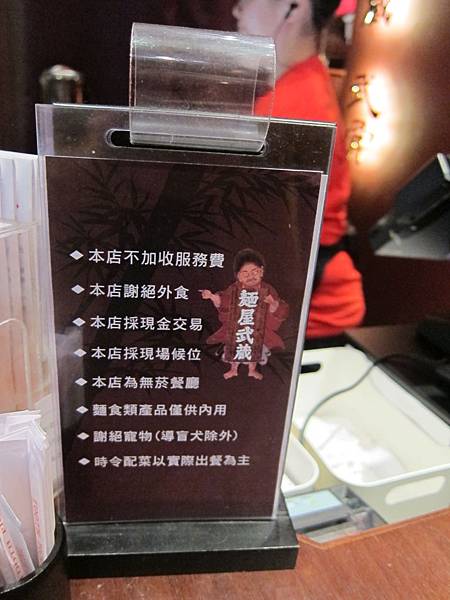 ◆本店不加收服務費
◆本店謝絕外食
◆本店採現金交易
◆本店採現場候位
◆本店為無菸餐廳
◆麵食類產品僅供內用
◆謝絕寵物(導盲犬除外)
◆時令配菜以實際出餐為主
麵屋武藏